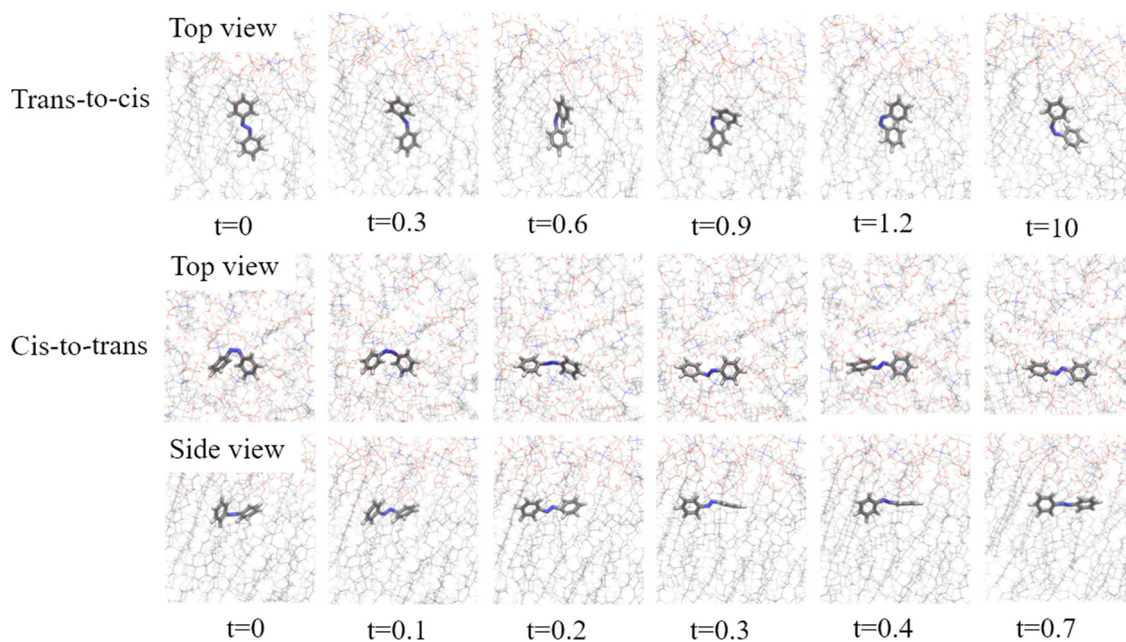 Top view
Trans-to-cis
t=0 t=0.3 t=0.6 t=0.9 t=1.2 t=10
Top view
Cis-to-trans
Side view
t=0 t=0.1 t=0.2 t=0.3 t=0.4 t=0.7